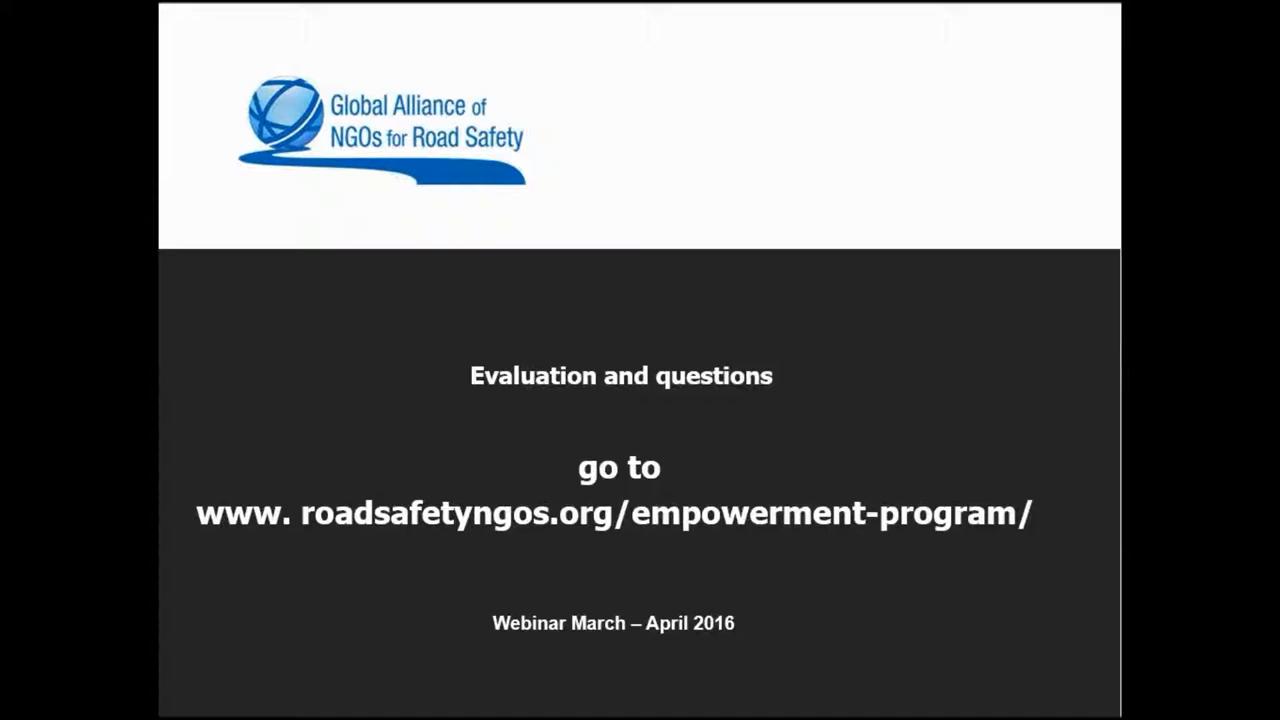 Global Alliance of
NGOs for Road Safety
Evaluation and questions
go to
www. roadsafetyngos.org/empowerment-program/
Webinar March – April 2016